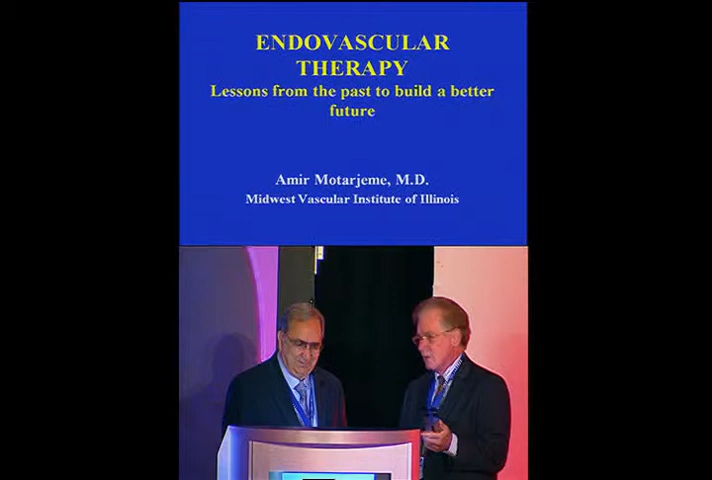 ENDOVASCULAR
THERAPY
Lessons from the past to build a better
future
Amir Motarjeme, M.D.
Midwest Vascular Institute of Illinois